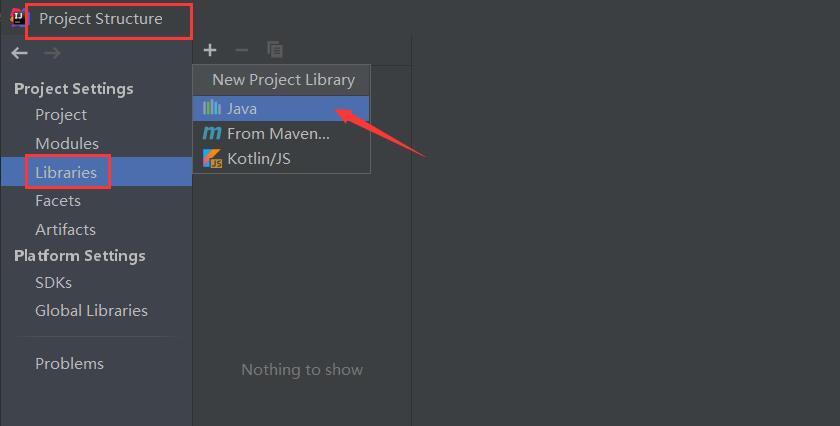 Project Structure
Project Settings
Project
Modules
Libraries
Facets
Artifacts
Platform Settings
SDKs
Global Libraries
Problems
New Project Library
Java
From Maven...
Kotlin/JS
Nothing to show